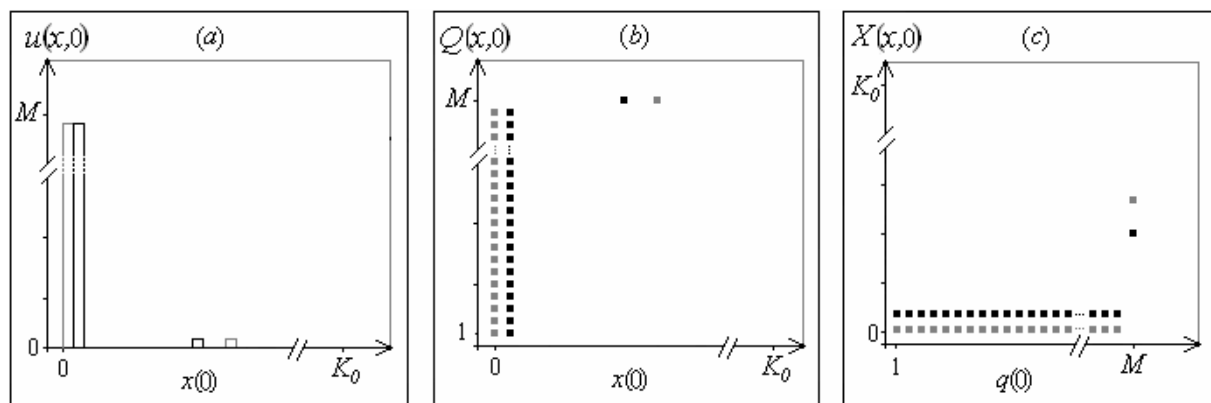 u(x,0) (a)
M
0
0 K₀
x(0)
Q(x,0) (b)
M
1
0 K₀
x(0)
X(x,0) (c)
K₀
0
1 M
q(0)